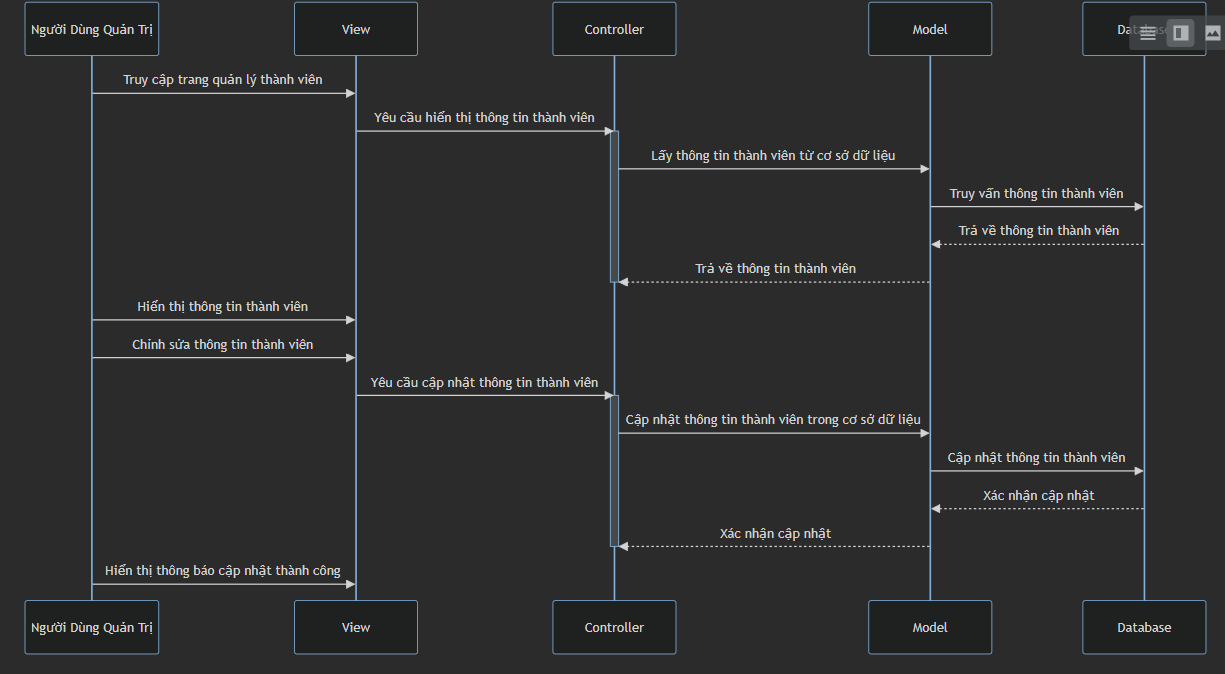 Người Dùng Quản Trị
View
Controller
Model
Truy cập trang quản lý thành viên
Yêu cầu hiển thị thông tin thành viên
Lấy thông tin thành viên từ cơ sở dữ liệu
Truy vấn thông tin thành viên
Trả về thông tin thành viên
Trả về thông tin thành viên
Hiển thị thông tin thành viên
Chỉnh sửa thông tin thành viên
Yêu cầu cập nhật thông tin thành viên
Cập nhật thông tin thành viên trong cơ sở dữ liệu
Cập nhật thông tin thành viên
Xác nhận cập nhật
Xác nhận cập nhật
Hiển thị thông báo cập nhật thành công
Người Dùng Quản Trị
View
Controller
Model
Database